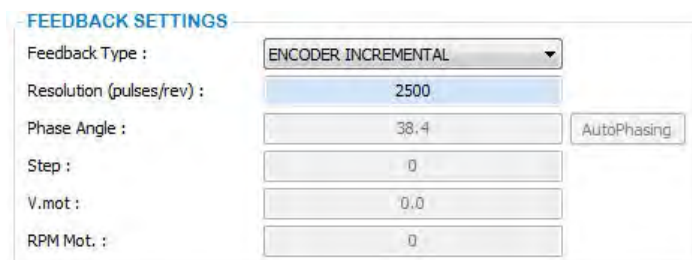 FEEDBACK SETTINGS
Feedback Type : ENCODER INCREMENTAL
Resolution (pulses/rev) : 2500
Phase Angle : 38.4 AutoPhasing
Step : 0
V.mot : 0.0
RPM Mot. : 0